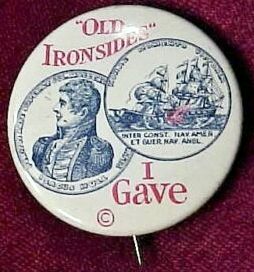 "OLD
IRONSIDES"
INTER CONST. NAV. AMER.
ET GUER NAV. ANGL.
I
Gave
©